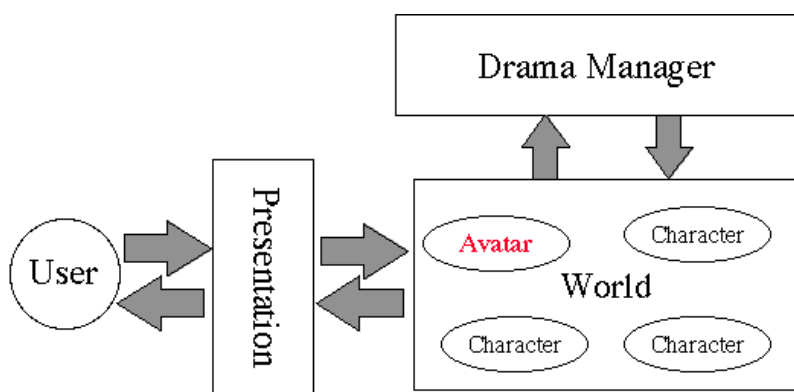 Drama Manager
User
Presentation
Avatar
Character
World
Character
Character